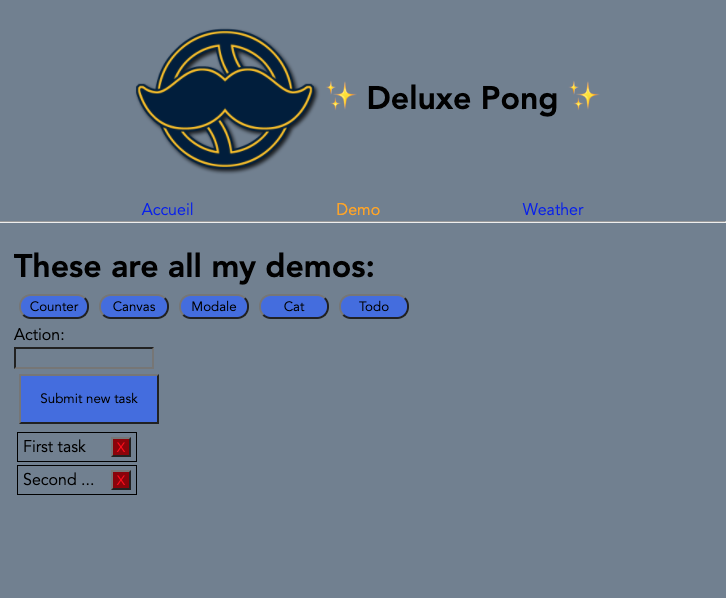 ✨ Deluxe Pong ✨
Accueil Demo Weather
These are all my demos:
Counter Canvas Modale Cat Todo
Action:
Submit new task
First task X
Second ... X